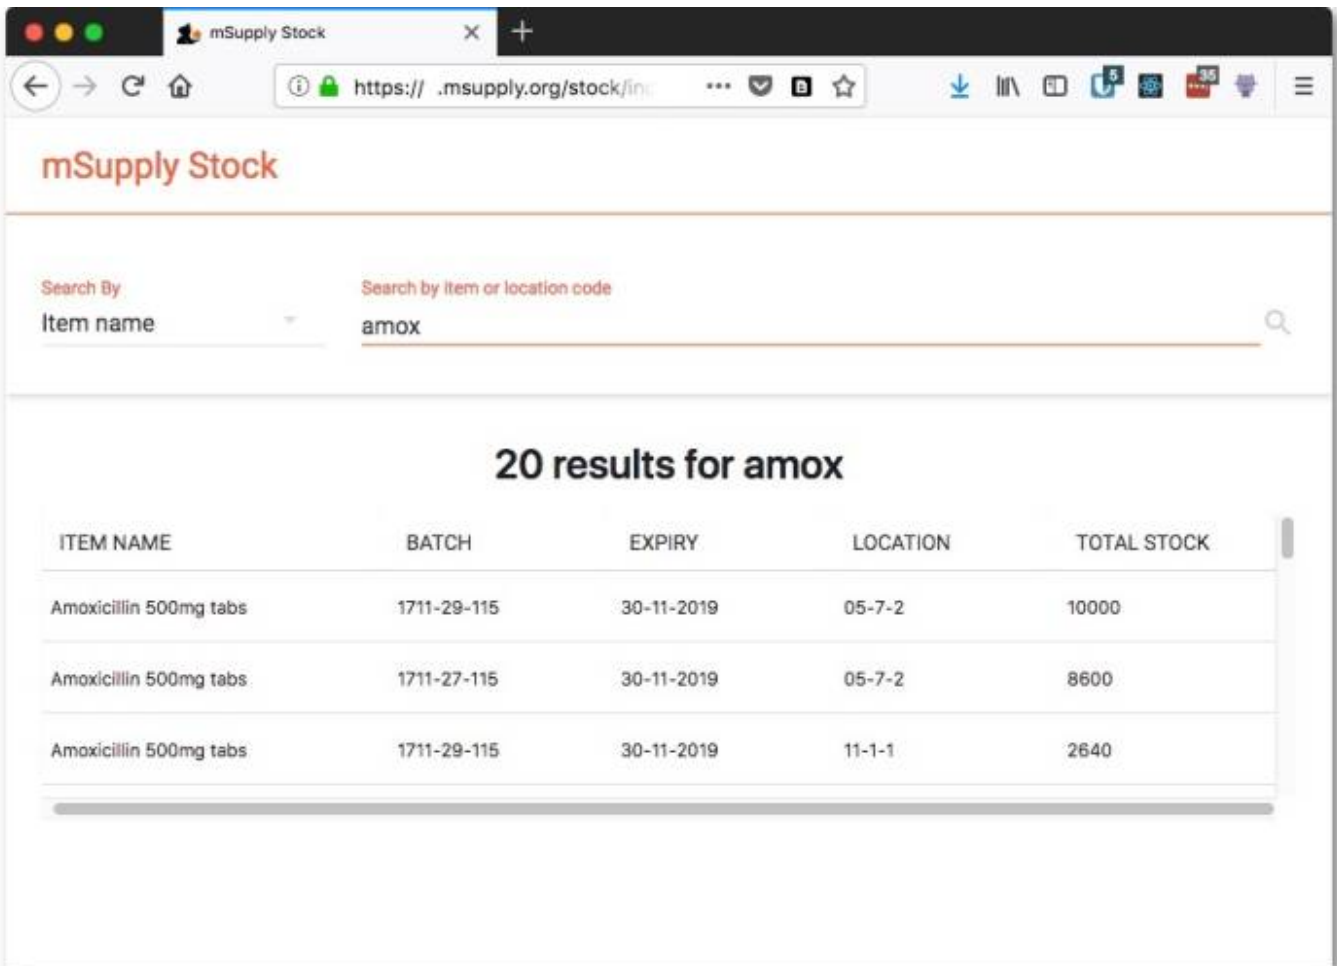 mSupply Stock
https:// .msupply.org/stock/in
5
35
mSupply Stock
Search By
Search by item or location code
Item name
amox
20 results for amox
ITEM NAME BATCH EXPIRY LOCATION TOTAL STOCK
Amoxicillin 500mg tabs 1711-29-115 30-11-2019 05-7-2 10000
Amoxicillin 500mg tabs 1711-27-115 30-11-2019 05-7-2 8600
Amoxicillin 500mg tabs 1711-29-115 30-11-2019 11-1-1 2640